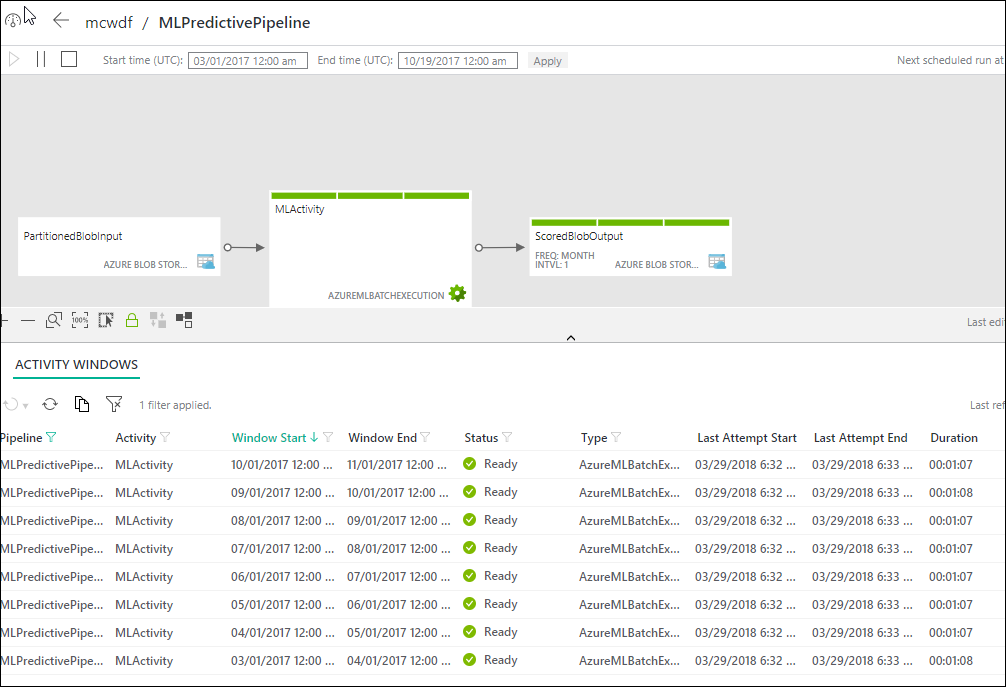 mcwdf / MLPredictivePipeline
Start time (UTC): 03/01/2017 12:00 am End time (UTC): 10/19/2017 12:00 am Apply Next scheduled run at
MLActivity
PartitionedBlobInput
AZURE BLOB STOR...
ScoredBlobOutput
FREQ: MONTH
INTVL: 1 AZURE BLOB STOR...
AZUREMLBATCHEXECUTION
100% Last edi
ACTIVITY WINDOWS
1 filter applied. Last ref
Pipeline Activity Window Start ↓ Window End Status Type Last Attempt Start Last Attempt End Duration
MLPredictivePipe... MLActivity 10/01/2017 12:00 ... 11/01/2017 12:00 ... Ready AzureMLBatchEx... 03/29/2018 6:32 ... 03/29/2018 6:33 ... 00:01:07
MLPredictivePipe... MLActivity 09/01/2017 12:00 ... 10/01/2017 12:00 ... Ready AzureMLBatchEx... 03/29/2018 6:32 ... 03/29/2018 6:33 ... 00:01:08
MLPredictivePipe... MLActivity 08/01/2017 12:00 ... 09/01/2017 12:00 ... Ready AzureMLBatchEx... 03/29/2018 6:32 ... 03/29/2018 6:33 ... 00:01:07
MLPredictivePipe... MLActivity 07/01/2017 12:00 ... 08/01/2017 12:00 ... Ready AzureMLBatchEx... 03/29/2018 6:32 ... 03/29/2018 6:33 ... 00:01:07
MLPredictivePipe... MLActivity 06/01/2017 12:00 ... 07/01/2017 12:00 ... Ready AzureMLBatchEx... 03/29/2018 6:32 ... 03/29/2018 6:33 ... 00:01:07
MLPredictivePipe... MLActivity 05/01/2017 12:00 ... 06/01/2017 12:00 ... Ready AzureMLBatchEx... 03/29/2018 6:32 ... 03/29/2018 6:33 ... 00:01:07
MLPredictivePipe... MLActivity 04/01/2017 12:00 ... 05/01/2017 12:00 ... Ready AzureMLBatchEx... 03/29/2018 6:32 ... 03/29/2018 6:33 ... 00:01:07
MLPredictivePipe... MLActivity 03/01/2017 12:00 ... 04/01/2017 12:00 ... Ready AzureMLBatchEx... 03/29/2018 6:32 ... 03/29/2018 6:33 ... 00:01:08